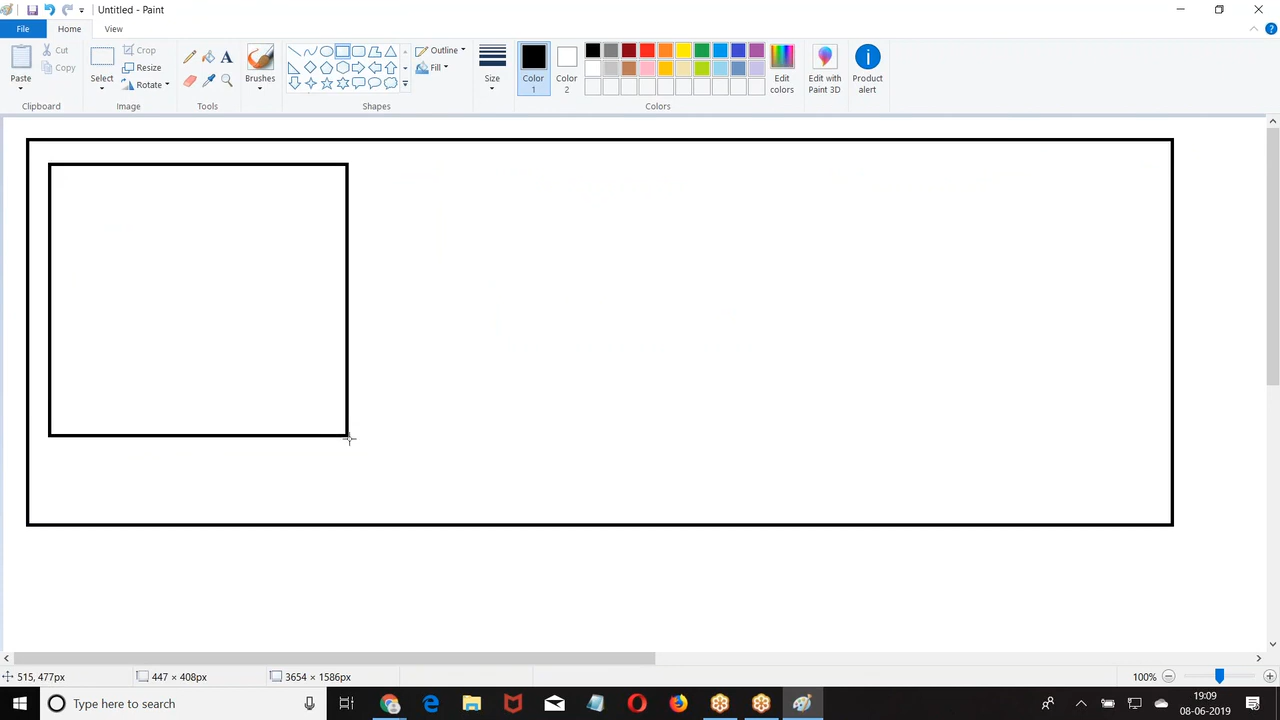 Untitled - Paint
File Home View
Paste
Cut
Copy
Clipboard
Select
Crop
Resize
Rotate
Image
Tools
Brushes
Shapes
Outline
Fill
Size
Color 1
Color 2
Edit colors
Colors
Edit with Paint 3D
Product alert
515, 477px 447 × 408px 3654 × 1586px 100%
Type here to search
19:09
08-06-2019